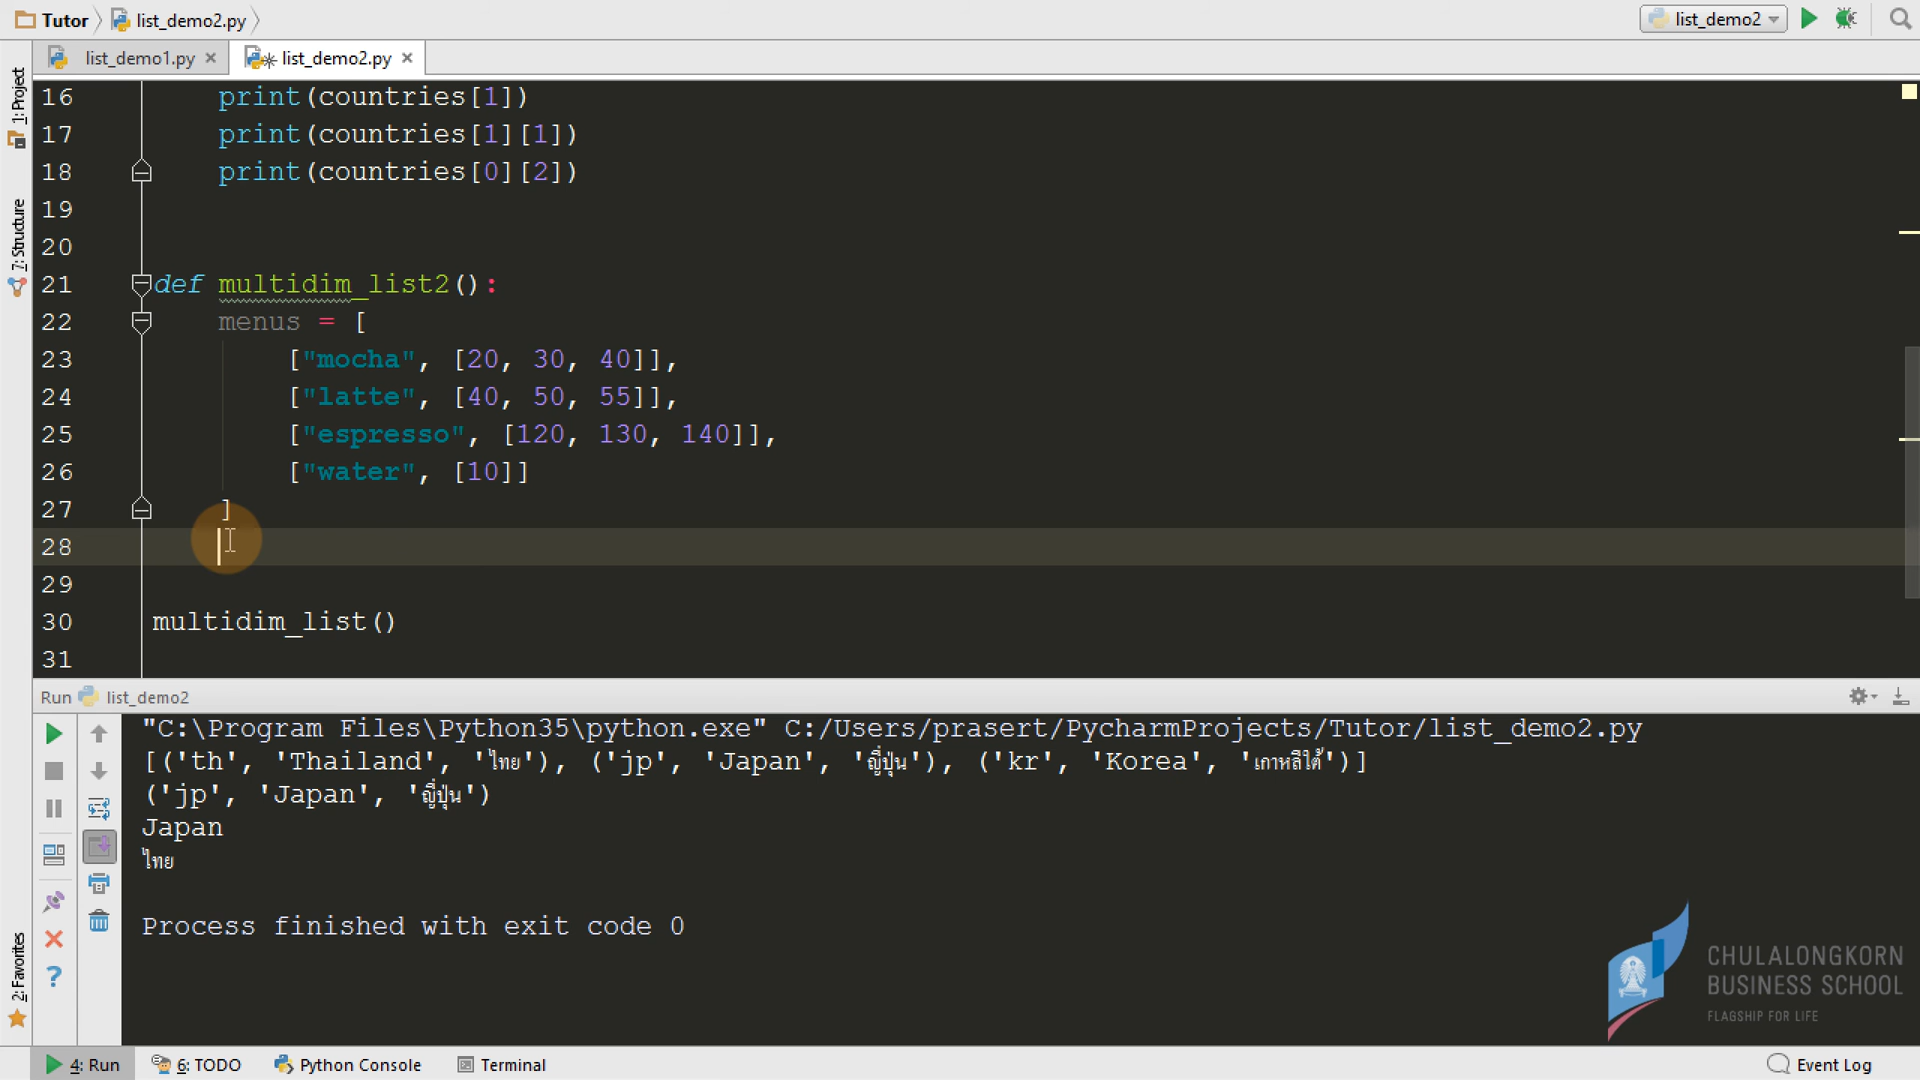 Tutor list_demo2.py list_demo2
list_demo1.py list_demo2.py
1: Project
7: Structure
2: Favorites
16 print(countries[1])
17 print(countries[1][1])
18 print(countries[0][2])
19
20
21 def multidim_list2():
22 menus = [
23 ["mocha", [20, 30, 40]],
24 ["latte", [40, 50, 55]],
25 ["espresso", [120, 130, 140]],
26 ["water", [10]]
27 ]
28
29
30 multidim_list()
31
Run list_demo2
"C:\Program Files\Python35\python.exe" C:/Users/prasert/PycharmProjects/Tutor/list_demo2.py
[('th', 'Thailand', 'ไทย'), ('jp', 'Japan', 'ญี่ปุ่น'), ('kr', 'Korea', 'เกาหลีใต้')]
('jp', 'Japan', 'ญี่ปุ่น')
Japan
ไทย
Process finished with exit code 0
CHULALONGKORN
BUSINESS SCHOOL
FLAGSHIP FOR LIFE
4: Run 6: TODO Python Console Terminal Event Log